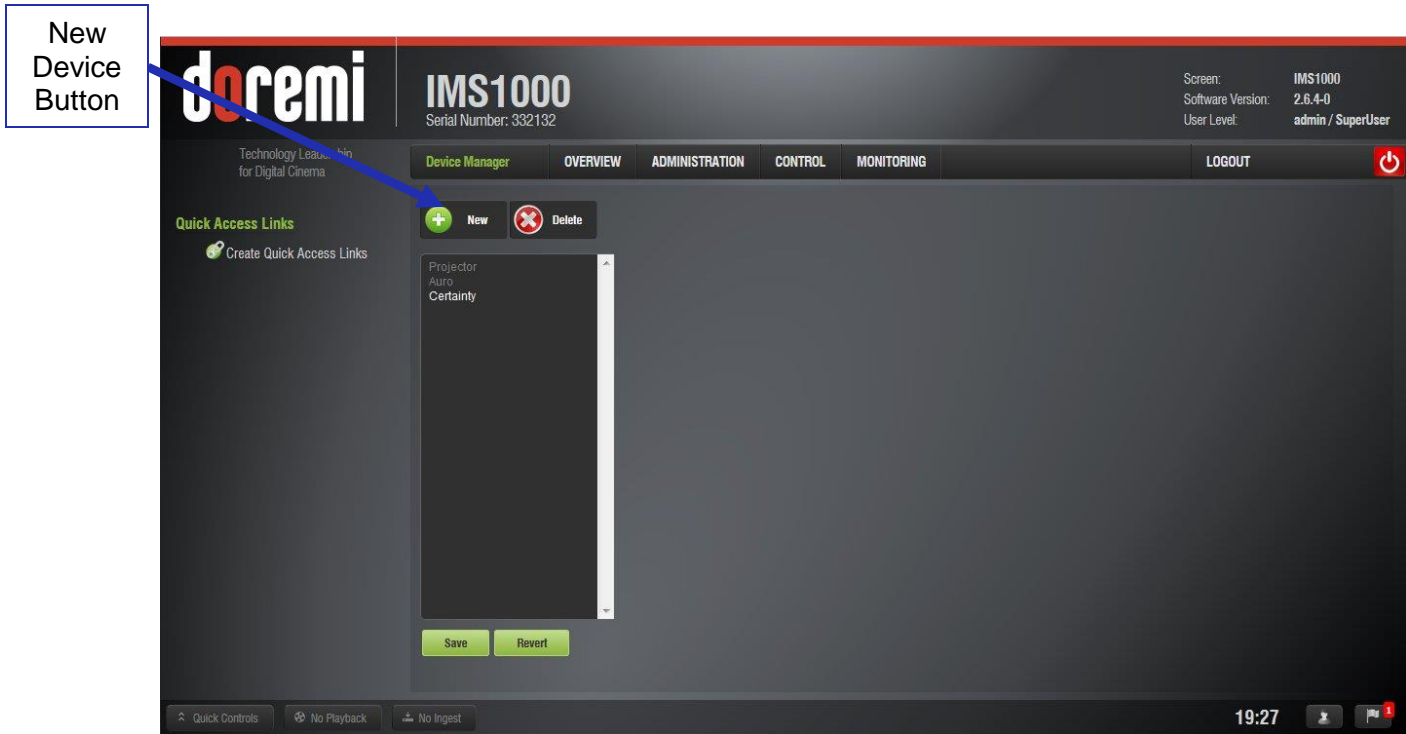 New
Device
Button
doremi
Technology Leadership
for Digital Cinema
IMS1000
Serial Number: 332132
Screen: IMS1000
Software Version: 2.6.4-0
User Level: admin / SuperUser
Device Manager OVERVIEW ADMINISTRATION CONTROL MONITORING LOGOUT
Quick Access Links
Create Quick Access Links
New Delete
Projector
Auro
Certainty
Save Revert
Quick Controls No Playback No Ingest 19:27 1